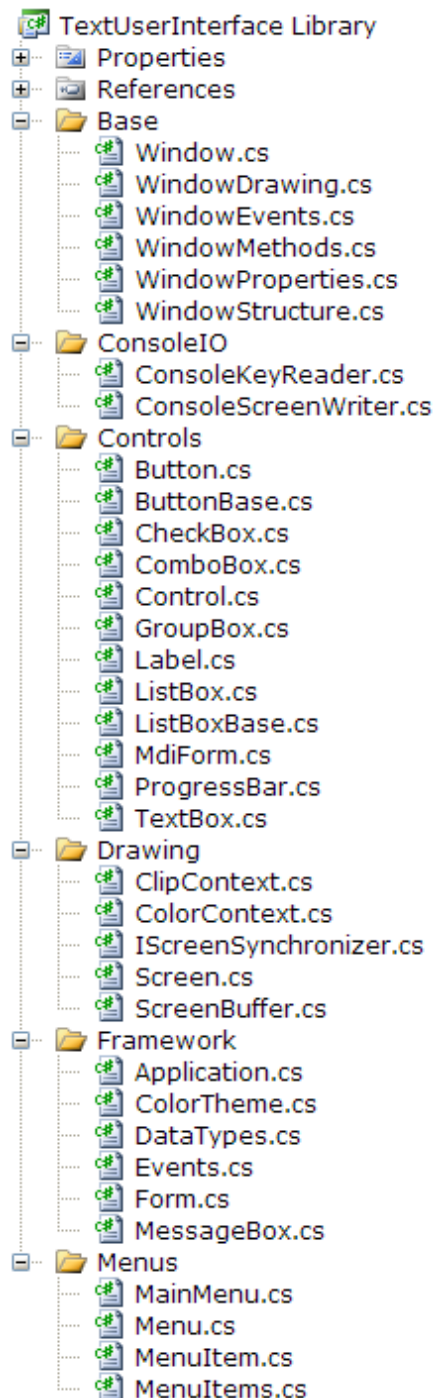 TextUserInterface Library
Properties
References
Base
Window.cs
WindowDrawing.cs
WindowEvents.cs
WindowMethods.cs
WindowProperties.cs
WindowStructure.cs
ConsoleIO
ConsoleKeyReader.cs
ConsoleScreenWriter.cs
Controls
Button.cs
ButtonBase.cs
CheckBox.cs
ComboBox.cs
Control.cs
GroupBox.cs
Label.cs
ListBox.cs
ListBoxBase.cs
MdiForm.cs
ProgressBar.cs
TextBox.cs
Drawing
ClipContext.cs
ColorContext.cs
IScreenSynchronizer.cs
Screen.cs
ScreenBuffer.cs
Framework
Application.cs
ColorTheme.cs
DataTypes.cs
Events.cs
Form.cs
MessageBox.cs
Menus
MainMenu.cs
Menu.cs
MenuItem.cs
MenuItems.cs